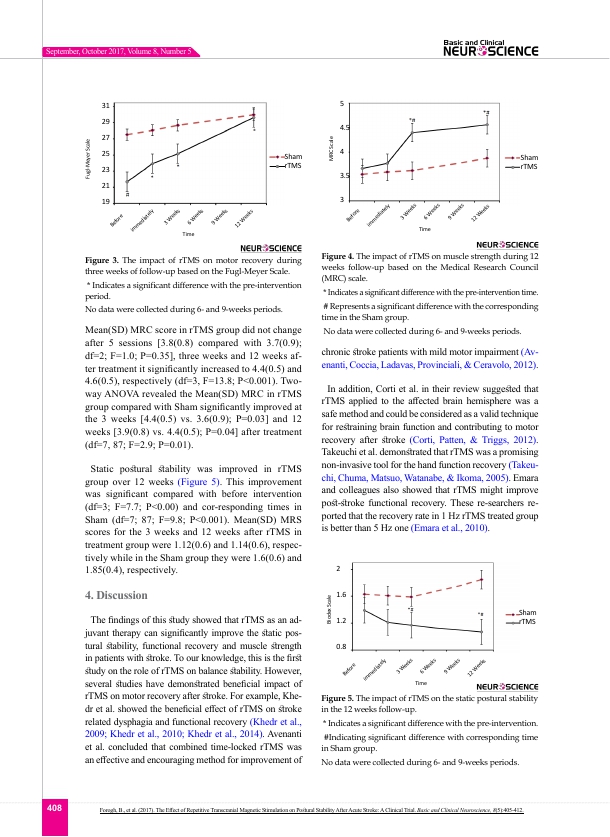 September, October 2017, Volume 8, Number 5
Basic and Clinical
NEUROSCIENCE
31
29
27
25
23
21
19
Fugl-Meyer Scale
#
*
*
#
*
Sham
rTMS
Before
immediately
3 Weeks
6 Weeks
9 Weeks
12 Weeks
Time
NEUROSCIENCE
Figure 3. The impact of rTMS on motor recovery during
three weeks of follow-up based on the Fugl-Meyer Scale.
* Indicates a significant difference with the pre-intervention
period.
No data were collected during 6- and 9-weeks periods.
Mean(SD) MRC score in rTMS group did not change
after 5 sessions [3.8(0.8) compared with 3.7(0.9);
df=2; F=1.0; P=0.35], three weeks and 12 weeks af-
ter treatment it significantly increased to 4.4(0.5) and
4.6(0.5), respectively (df=3, F=13.8; P<0.001). Two-
way ANOVA revealed the Mean(SD) MRC in rTMS
group compared with Sham significantly improved at
the 3 weeks [4.4(0.5) vs. 3.6(0.9); P=0.03] and 12
weeks [3.9(0.8) vs. 4.4(0.5); P=0.04] after treatment
(df=7, 87; F=2.9; P=0.01).
Static postural stability was improved in rTMS
group over 12 weeks (Figure 5). This improvement
was significant compared with before intervention
(df=3; F=7.7; P<0.00) and cor-responding times in
Sham (df=7; 87; F=9.8; P<0.001). Mean(SD) MRS
scores for the 3 weeks and 12 weeks after rTMS in
treatment group were 1.12(0.6) and 1.14(0.6), respec-
tively while in the Sham group they were 1.6(0.6) and
1.85(0.4), respectively.
4. Discussion
The findings of this study showed that rTMS as an ad-
juvant therapy can significantly improve the static pos-
tural stability, functional recovery and muscle strength
in patients with stroke. To our knowledge, this is the first
study on the role of rTMS on balance stability. However,
several studies have demonstrated beneficial impact of
rTMS on motor recovery after stroke. For example, Khe-
dr et al. showed the beneficial effect of rTMS on stroke
related dysphagia and functional recovery (Khedr et al.,
2009; Khedr et al., 2010; Khedr et al., 2014). Avenanti
et al. concluded that combined time-locked rTMS was
an effective and encouraging method for improvement of
5
4.5
4
3.5
3
MRC Scale
*#
*#
Sham
rTMS
Before
immidiately
3 Weeks
6 Weeks
9 Weeks
12 Weeks
Time
NEUROSCIENCE
Figure 4. The impact of rTMS on muscle strength during 12
weeks follow-up based on the Medical Research Council
(MRC) scale.
* Indicates a significant difference with the pre-intervention time.
# Represents a significant difference with the corresponding
time in the Sham group.
No data were collected during 6- and 9-weeks periods.
chronic stroke patients with mild motor impairment (Av-
enanti, Coccia, Ladavas, Provinciali, & Ceravolo, 2012).
In addition, Corti et al. in their review suggested that
rTMS applied to the affected brain hemisphere was a
safe method and could be considered as a valid technique
for restraining brain function and contributing to motor
recovery after stroke (Corti, Patten, & Triggs, 2012).
Takeuchi et al. demonstrated that rTMS was a promising
non-invasive tool for the hand function recovery (Takeu-
chi, Chuma, Matsuo, Watanabe, & Ikoma, 2005). Emara
and colleagues also showed that rTMS might improve
post-stroke functional recovery. These re-searchers re-
ported that the recovery rate in 1 Hz rTMS treated group
is better than 5 Hz one (Emara et al., 2010).
2
1.6
1.2
0.8
Biodex Scale
*#
*#
Sham
rTMS
Before
immediately
3 Weeks
6 Weeks
9 Weeks
12 Weeks
Time
NEUROSCIENCE
Figure 5. The impact of rTMS on the static postural stability
in the 12 weeks follow-up.
* Indicates a significant difference with the pre-intervention.
#Indicating significant difference with corresponding time
in Sham group.
No data were collected during 6- and 9-weeks periods.
408
Forogh, B., et al. (2017). The Effect of Repetitive Transcranial Magnetic Stimulation on Postural Stability After Acute Stroke: A Clinical Trial. Basic and Clinical Neuroscience, 8(5):405-412.